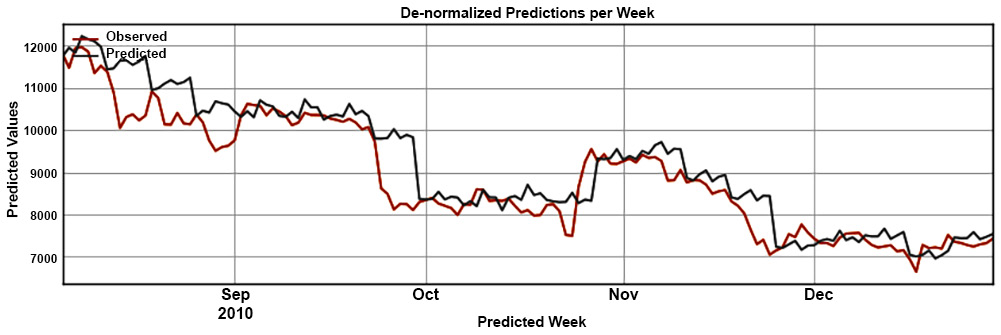 De-normalized Predictions per Week
Observed
Predicted
12000
11000
10000
9000
8000
7000
Predicted Values
Sep
2010
Oct
Nov
Dec
Predicted Week